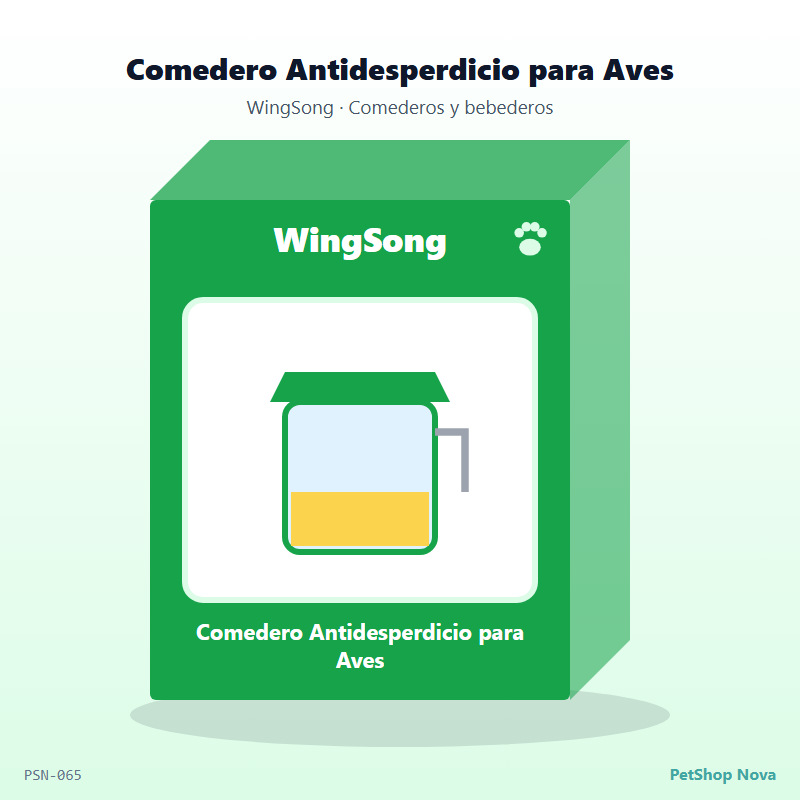 Comedero Antidesperdicio para Aves
WingSong · Comederos y bebederos
WingSong
Comedero Antidesperdicio para
Aves
PSN-065
PetShop Nova